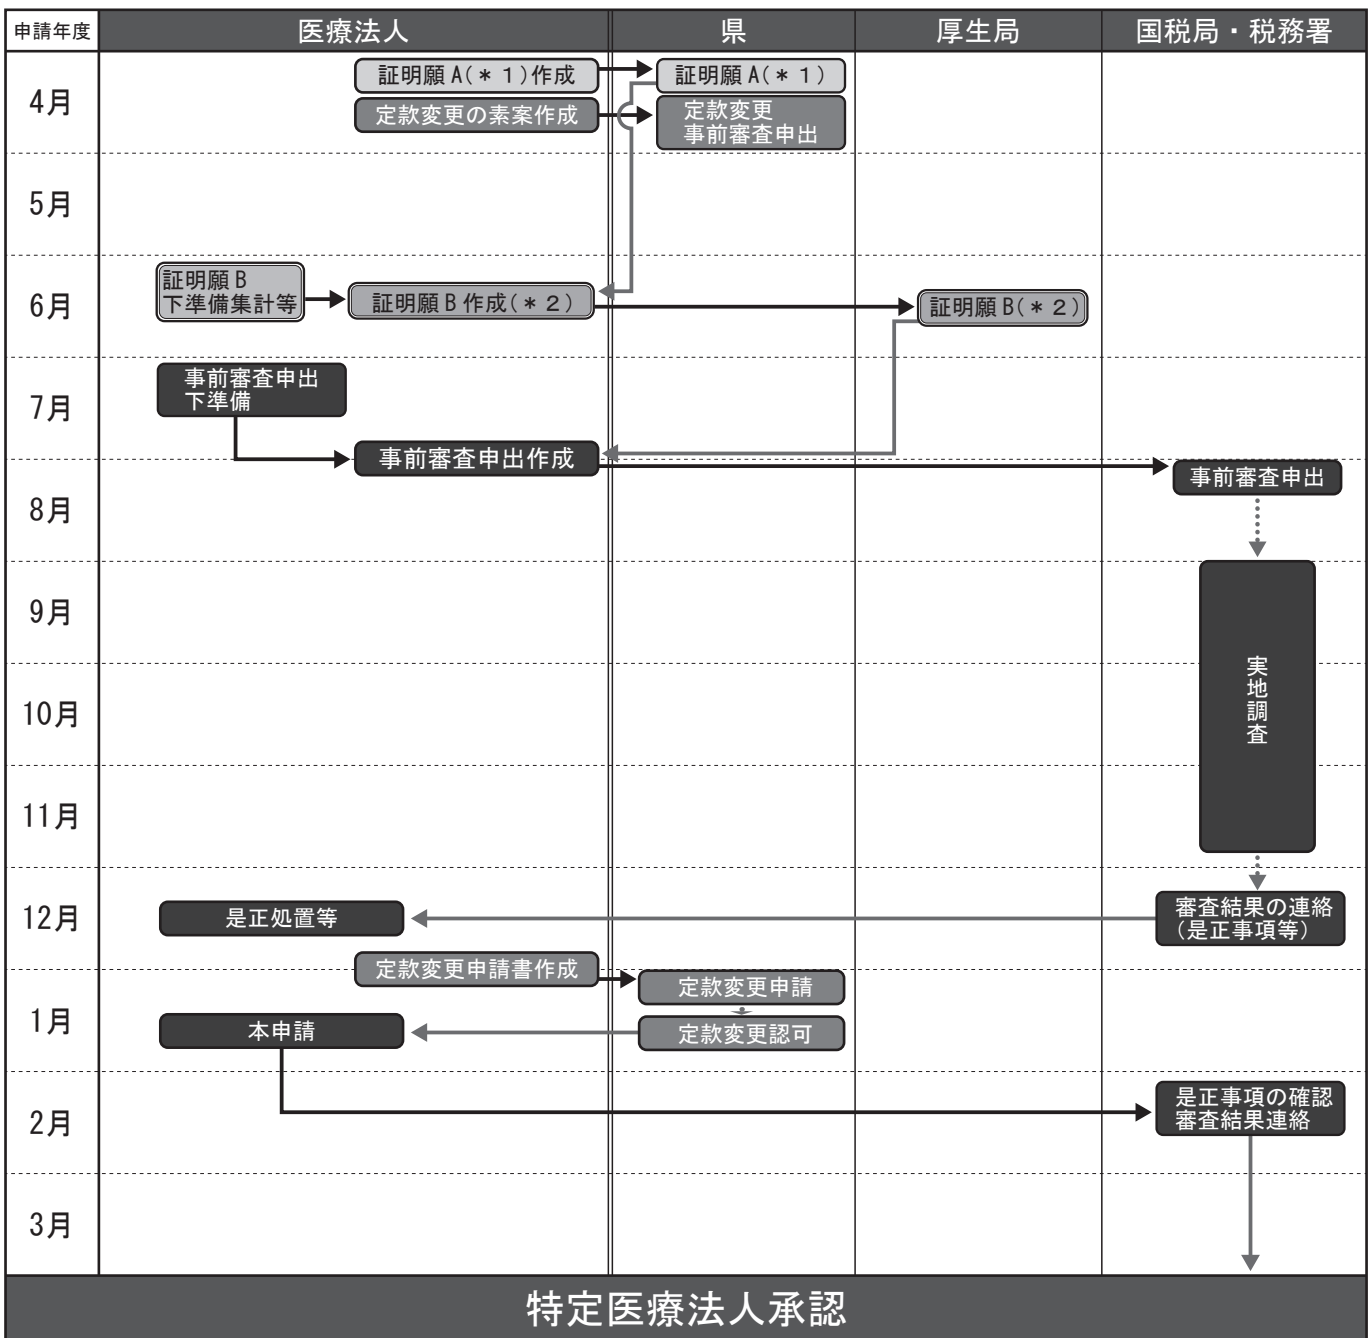 申請年度
医療法人
県
厚生局
国税局・税務署
4月
証明願A(*1)作成
証明願A(*1)
定款変更の素案作成
定款変更
事前審査申出
5月
6月
証明願B
下準備集計等
証明願B作成(*2)
証明願B(*2)
7月
事前審査申出
下準備
事前審査申出作成
事前審査申出
8月
9月
実地調査
10月
11月
12月
是正処置等
審査結果の連絡
(是正事項等)
定款変更申請書作成
定款変更申請
1月
本申請
定款変更認可
2月
是正事項の確認
審査結果連絡
3月
特定医療法人承認